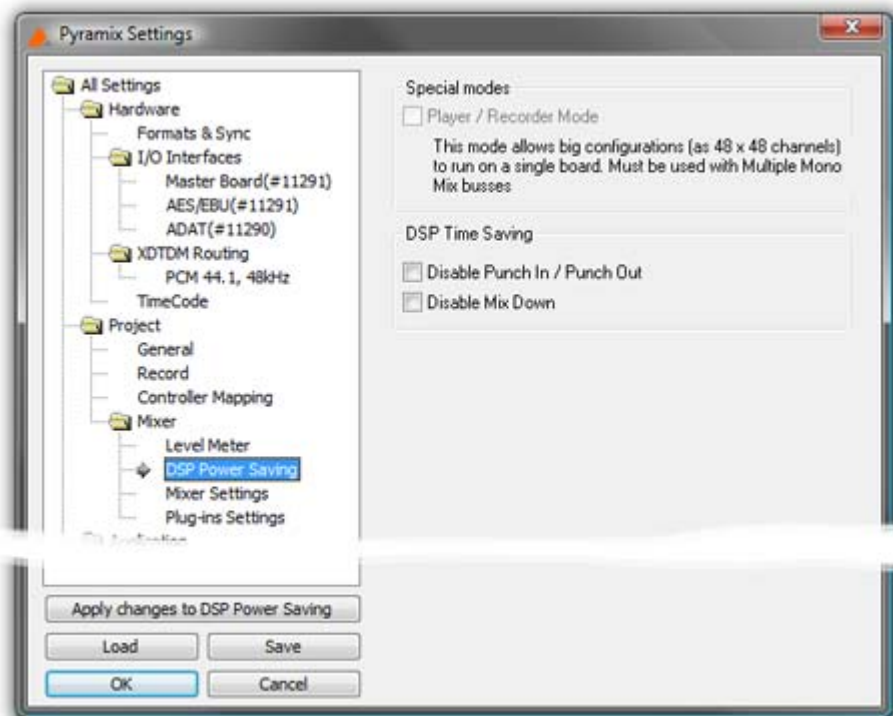 Pyramix Settings
All Settings
Hardware
Formats & Sync
I/O Interfaces
Master Board(#11291)
AES/EBU(#11291)
ADAT(#11290)
XDTDM Routing
PCM 44.1, 48kHz
TimeCode
Project
General
Record
Controller Mapping
Mixer
Level Meter
DSP Power Saving
Mixer Settings
Plug-ins Settings
Application
Apply changes to DSP Power Saving
Load
Save
OK
Cancel
Special modes
Player / Recorder Mode
This mode allows big configurations (as 48 x 48 channels)
to run on a single board. Must be used with Multiple Mono
Mix busses
DSP Time Saving
Disable Punch In / Punch Out
Disable Mix Down